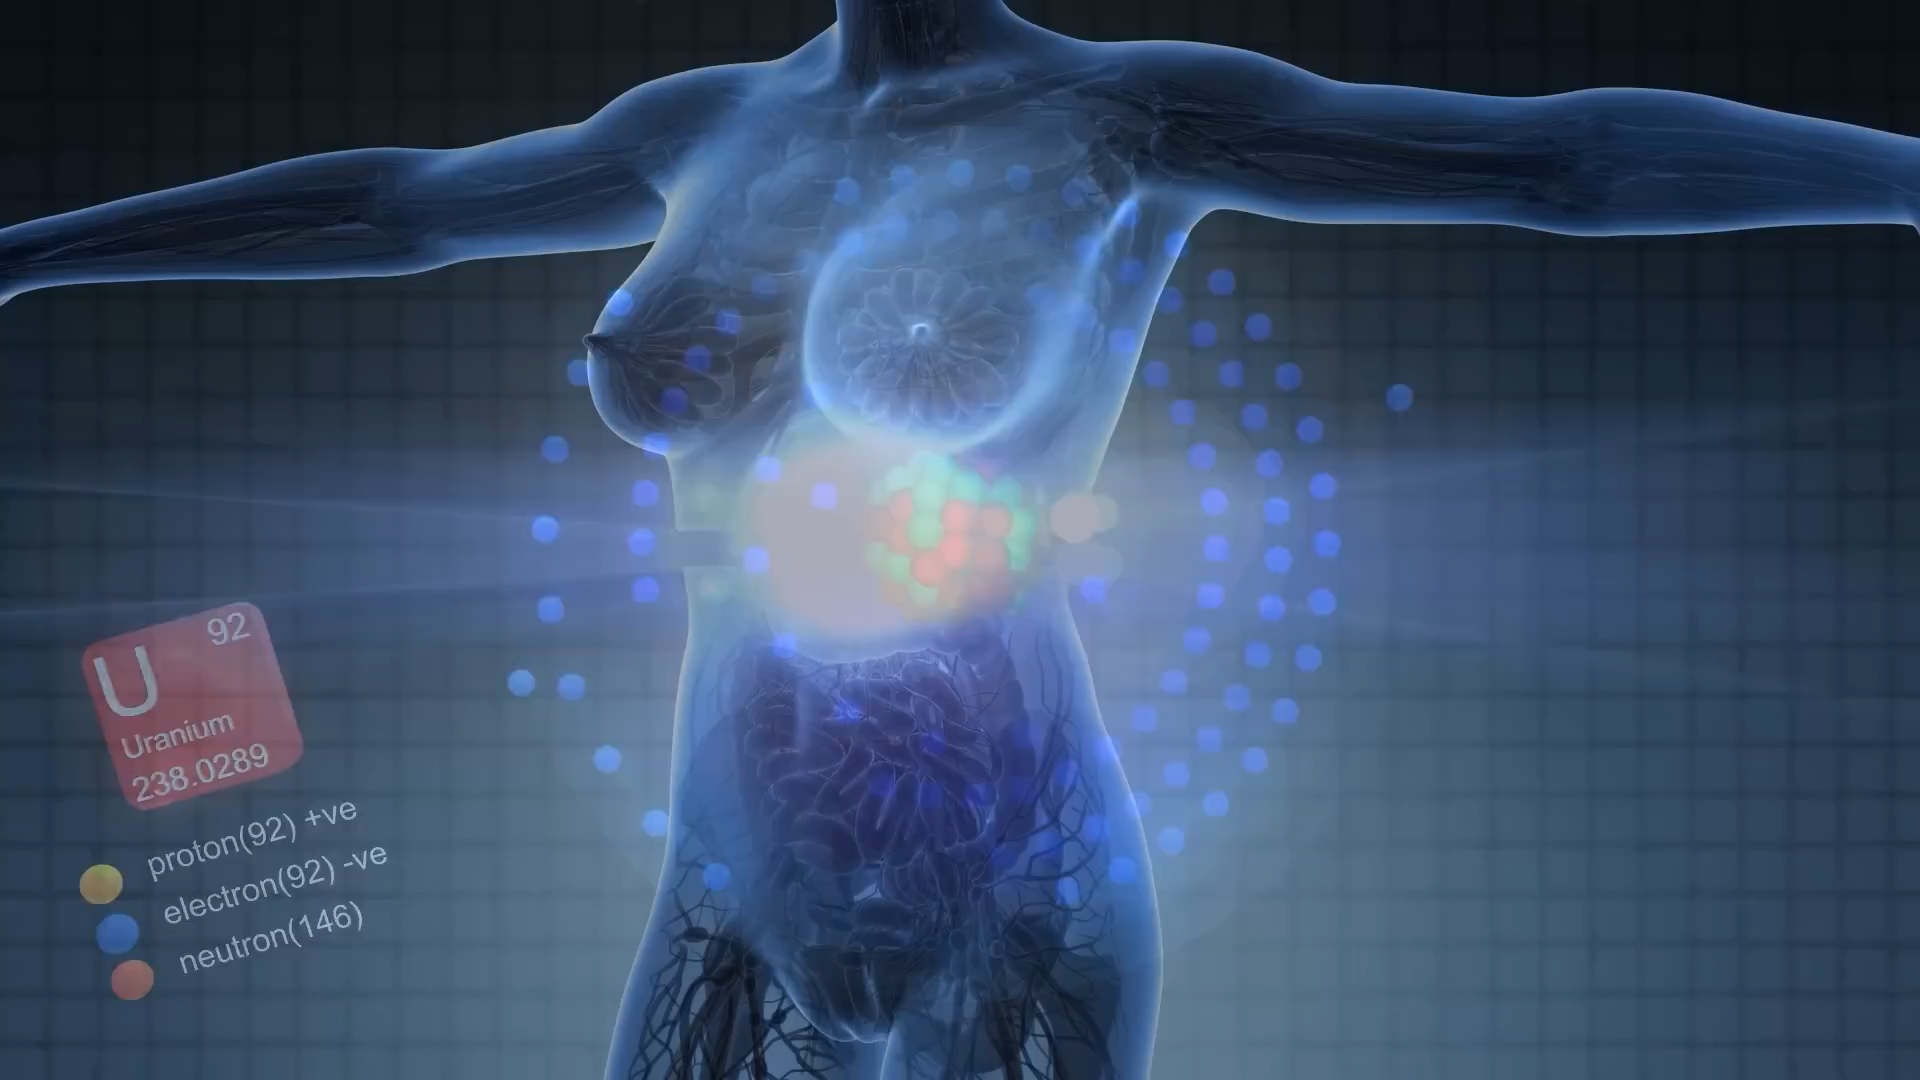 92
U
Uranium
238.0289
proton(92) +ve
electron(92) -ve
neutron(146)